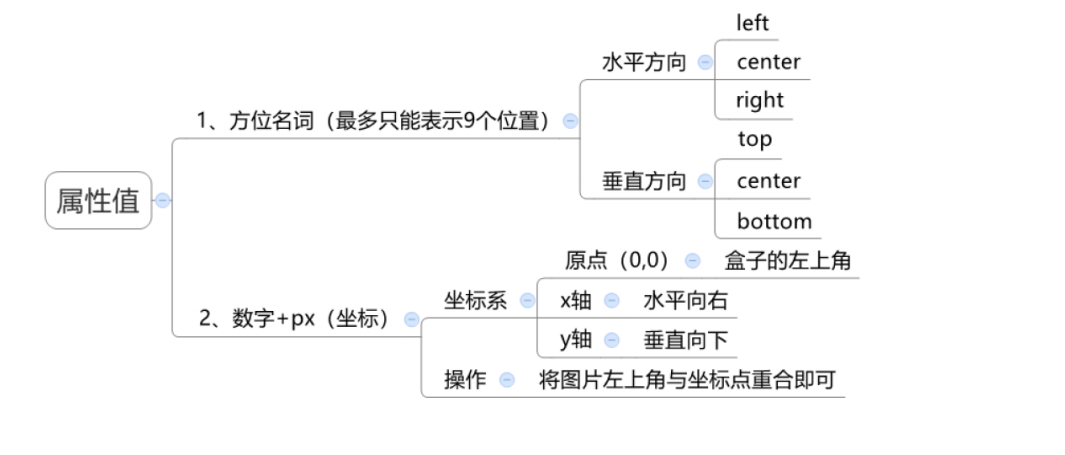 属性值
1、方位名词（最多只能表示9个位置）
水平方向
left
center
right
垂直方向
top
center
bottom
2、数字+px（坐标）
坐标系
原点（0,0） 盒子的左上角
x轴 水平向右
y轴 垂直向下
操作 将图片左上角与坐标点重合即可